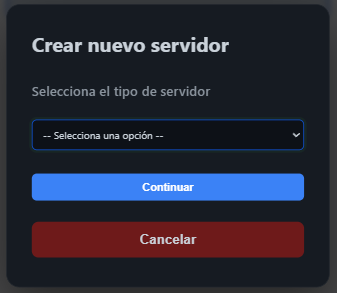 Crear nuevo servidor
Selecciona el tipo de servidor
-- Selecciona una opción --
Continuar
Cancelar